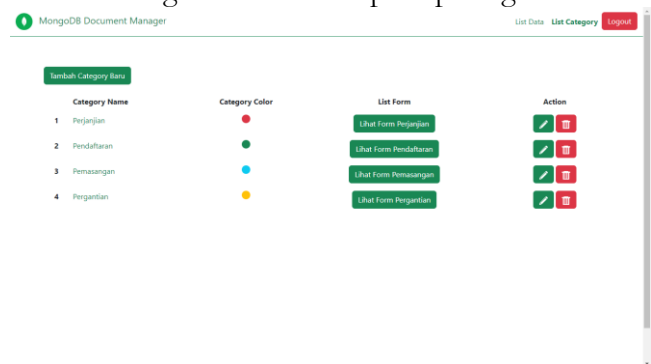 MongoDB Document Manager
List Data List Category Logout
Tambah Category Baru
Category Name Category Color List Form Action
1 Perjanjian Lihat Form Perjanjian
2 Pendaftaran Lihat Form Pendaftaran
3 Pemasangan Lihat Form Pemasangan
4 Pergantian Lihat Form Pergantian